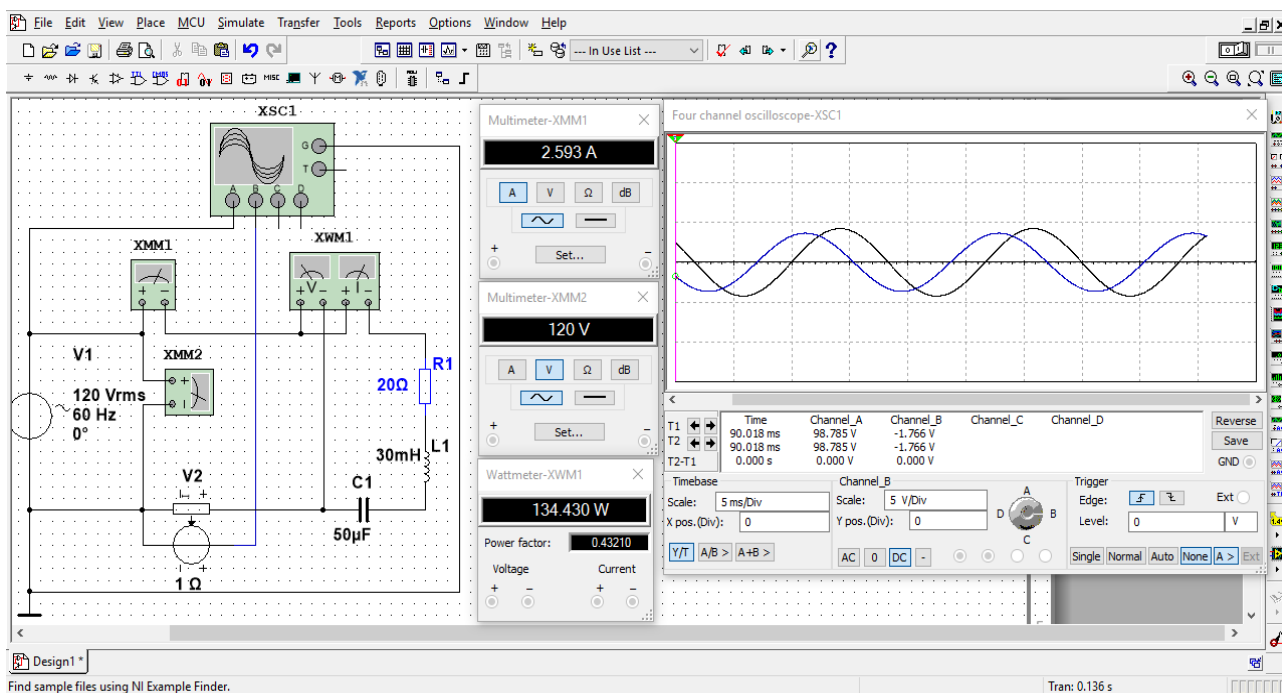 File Edit View Place MCU Simulate Transfer Tools Reports Options Window Help
--- In Use List ---
?
MISC
XSC1
G
T
A B C D
XMM1
+ -
XWM1
+ V - + I -
V1
XMM2
+
120 Vrms
60 Hz
0°
R1
20Ω
L1
30mH
V2
C1
50µF
1 Ω
Multimeter-XMM1
2.593 A
A V Ω dB
+ -
Set...
Multimeter-XMM2
120 V
A V Ω dB
+ -
Set...
Wattmeter-XWM1
134.430 W
Power factor: 0.43210
Voltage Current
+ - + -
Four channel oscilloscope-XSC1
Time Channel_A Channel_B Channel_C Channel_D
T1 90.018 ms 98.785 V -1.766 V
T2 90.018 ms 98.785 V -1.766 V
T2-T1 0.000 s 0.000 V 0.000 V
Reverse
Save
GND
Timebase
Scale: 5 ms/Div
X pos.(Div): 0
Y/T A/B > A+B >
Channel_B
Scale: 5 V/Div
Y pos.(Div): 0
AC 0 DC -
A
B
C
D
Trigger
Edge: Ext
Level: 0 V
Single Normal Auto None A > Ext
Design1 *
Find sample files using NI Example Finder.
Tran: 0.136 s